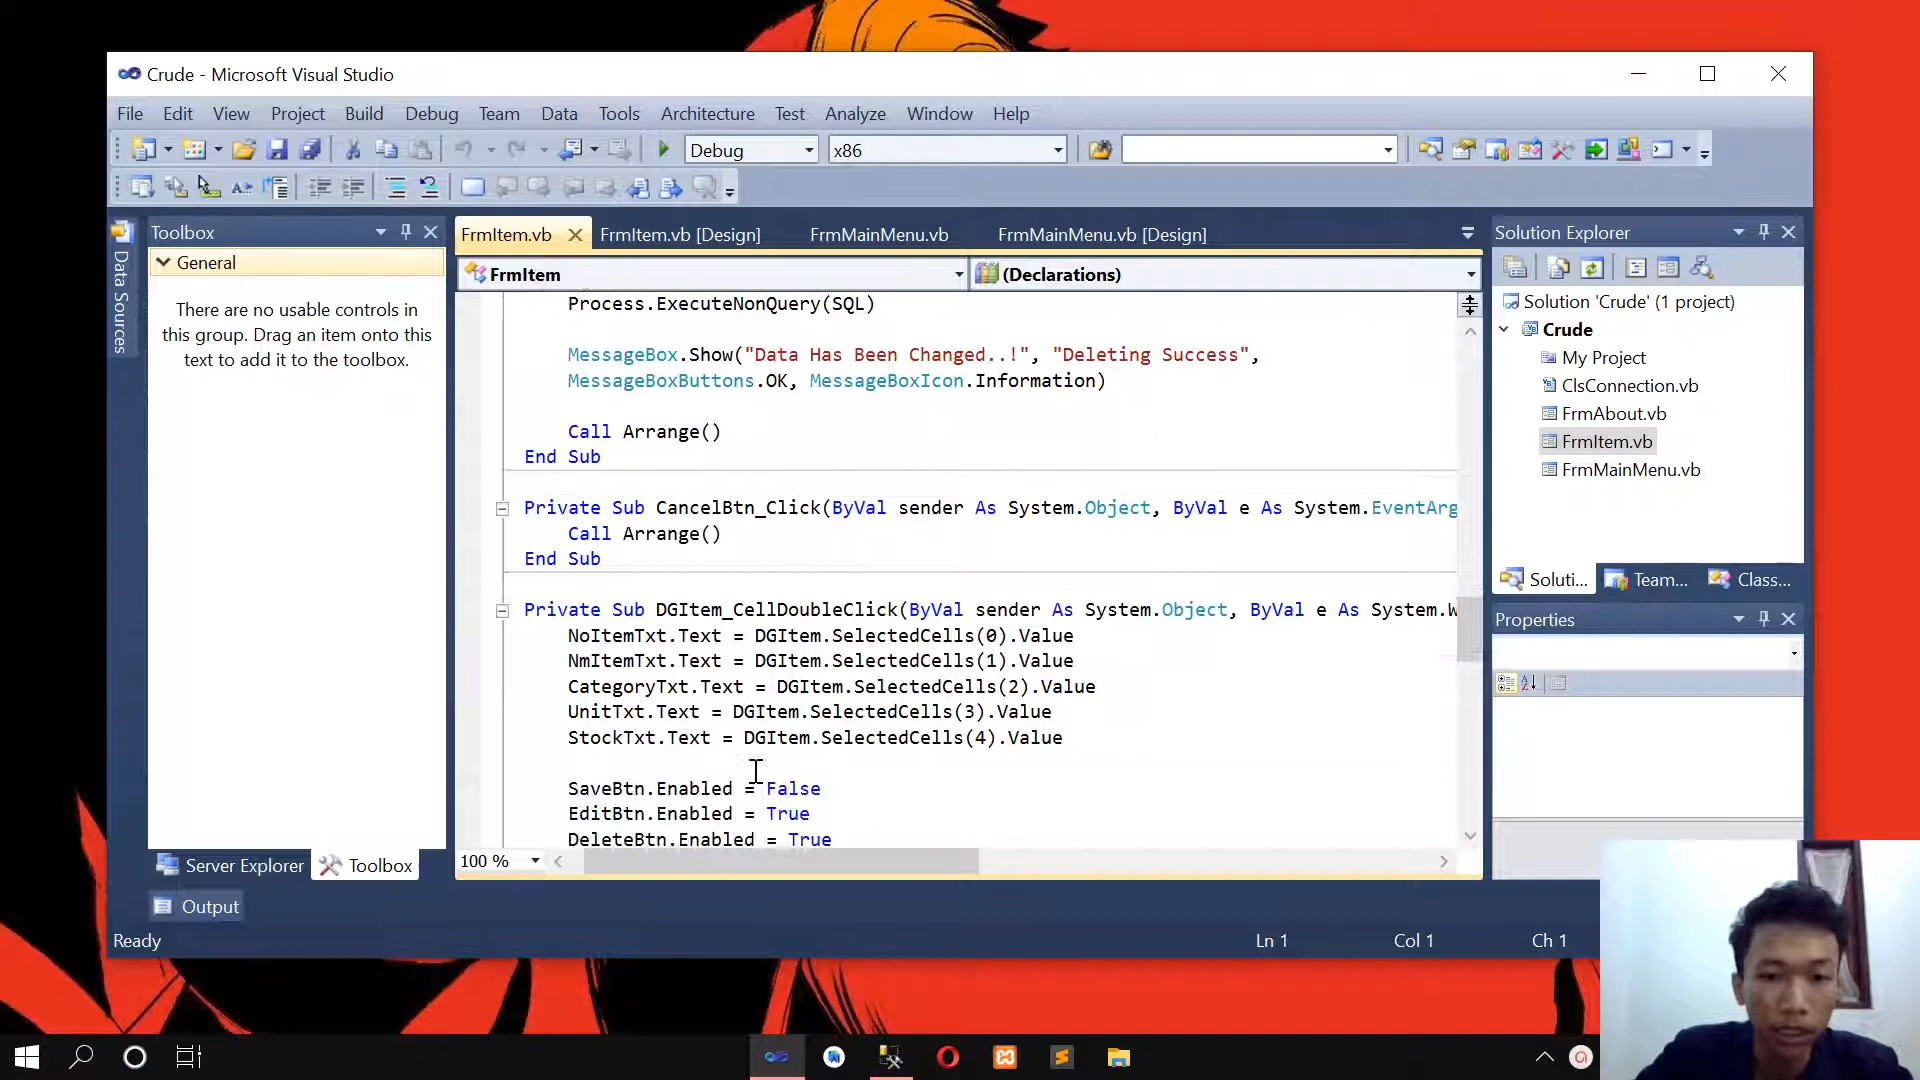 Crude - Microsoft Visual Studio
File Edit View Project Build Debug Team Data Tools Architecture Test Analyze Window Help
Debug x86
Toolbox
General
There are no usable controls in
this group. Drag an item onto this
text to add it to the toolbox.
Data Sources
Server Explorer Toolbox
Output
FrmItem.vb FrmItem.vb [Design] FrmMainMenu.vb FrmMainMenu.vb [Design]
FrmItem (Declarations)
Process.ExecuteNonQuery(SQL)
MessageBox.Show("Data Has Been Changed..!", "Deleting Success",
MessageBoxButtons.OK, MessageBoxIcon.Information)
Call Arrange()
End Sub
Private Sub CancelBtn_Click(ByVal sender As System.Object, ByVal e As System.EventArg
Call Arrange()
End Sub
Private Sub DGItem_CellDoubleClick(ByVal sender As System.Object, ByVal e As System.W
NoItemTxt.Text = DGItem.SelectedCells(0).Value
NmItemTxt.Text = DGItem.SelectedCells(1).Value
CategoryTxt.Text = DGItem.SelectedCells(2).Value
UnitTxt.Text = DGItem.SelectedCells(3).Value
StockTxt.Text = DGItem.SelectedCells(4).Value
SaveBtn.Enabled = False
EditBtn.Enabled = True
DeleteBtn.Enabled = True
100 %
Solution Explorer
Solution 'Crude' (1 project)
Crude
My Project
ClsConnection.vb
FrmAbout.vb
FrmItem.vb
FrmMainMenu.vb
Soluti... Team... Class...
Properties
Ready Ln 1 Col 1 Ch 1